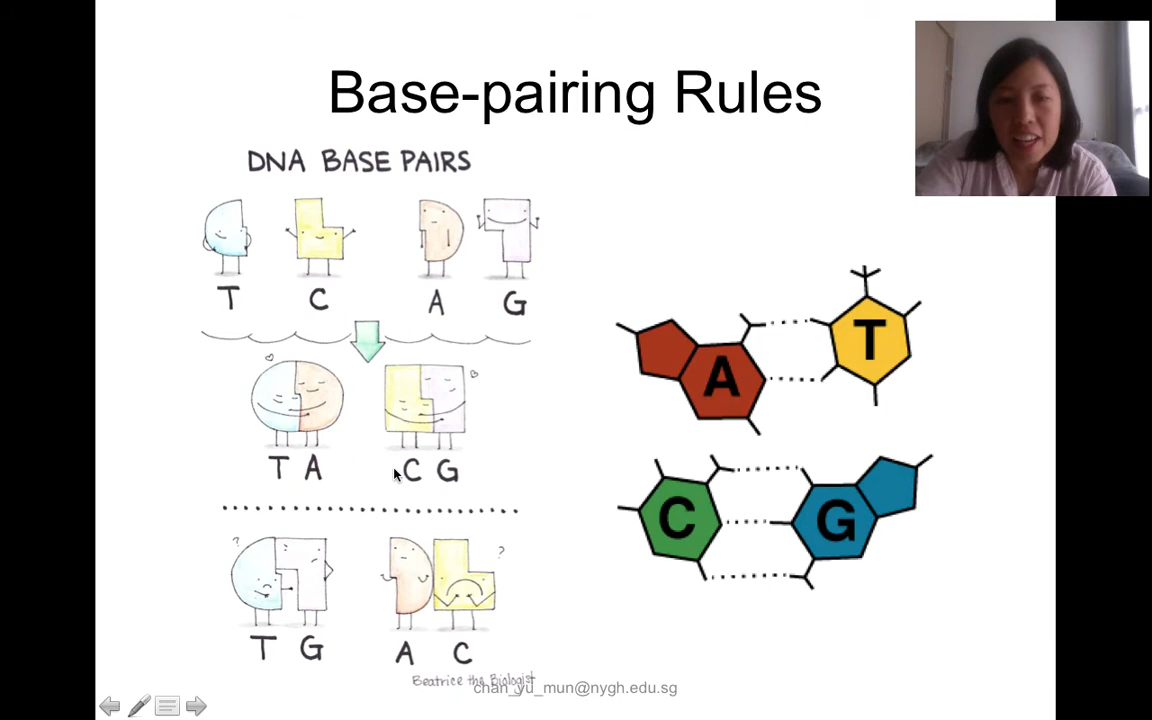 Base-pairing Rules
DNA BASE PAIRS
T C A G
T A C G
T G A C
Beatrice the Biologist
chan_yu_mun@nygh.edu.sg
A T
C G